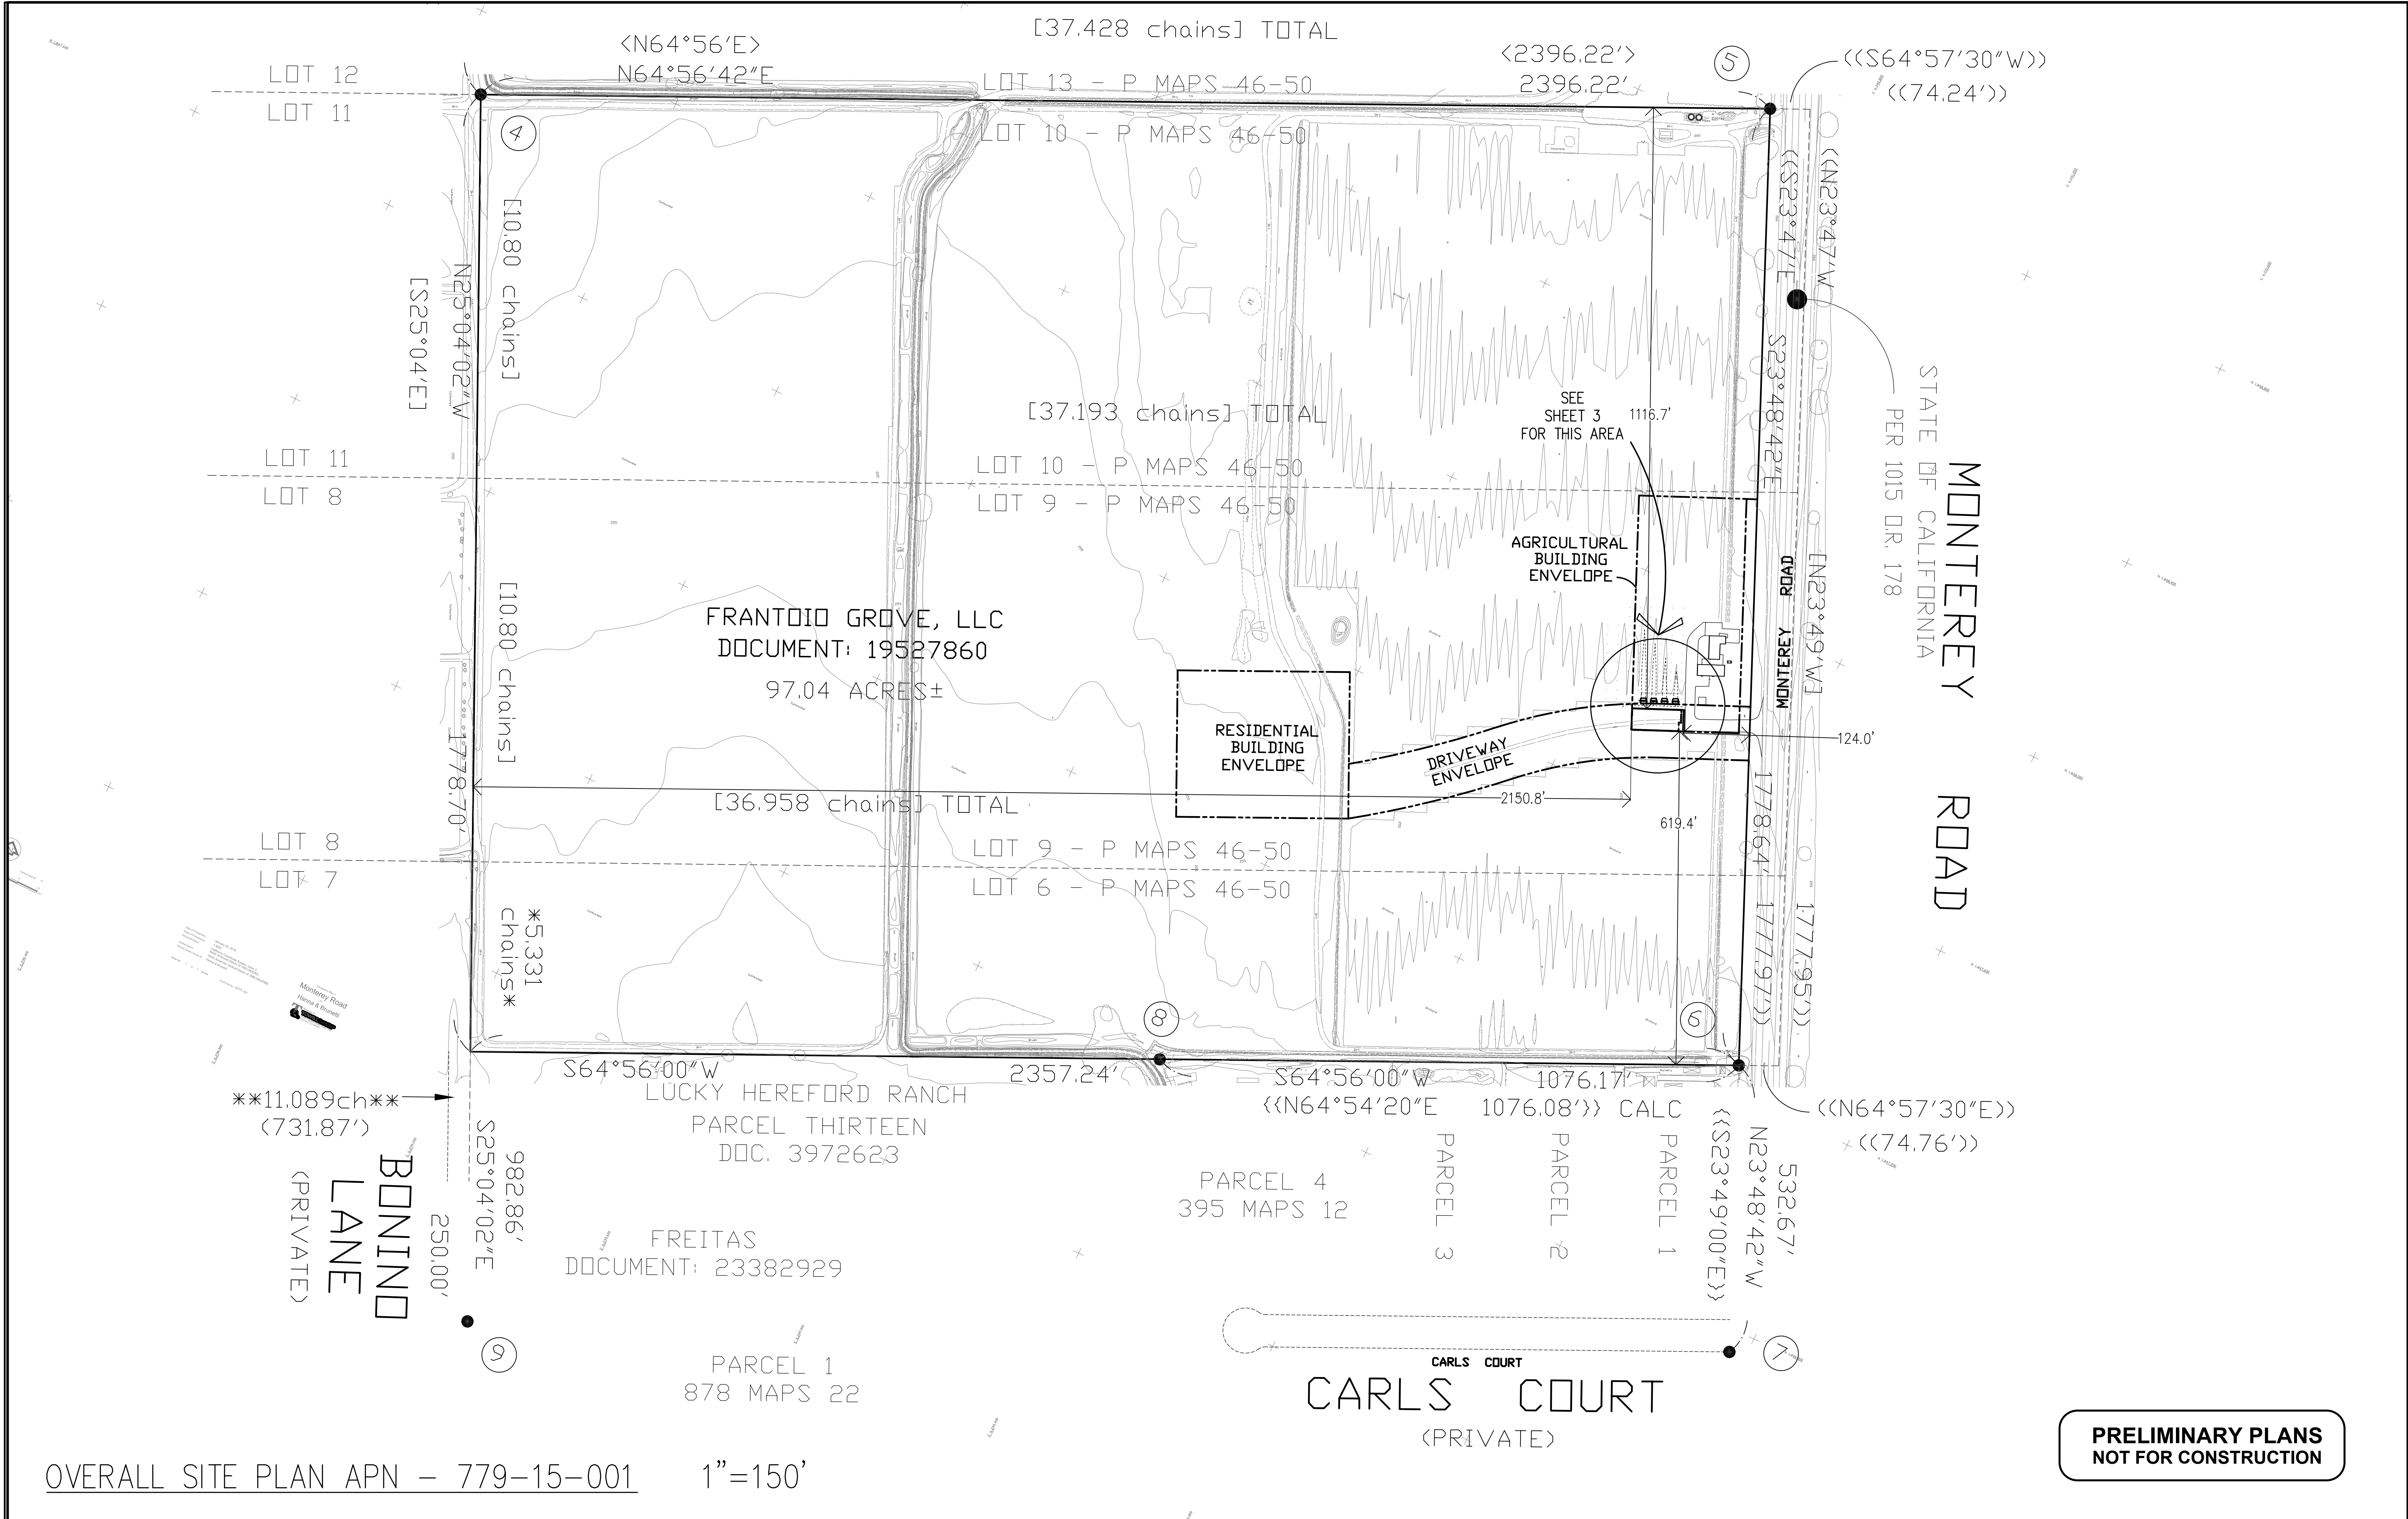 [37.428 chains] TOTAL
<N64°56'E>
N64°56'42"E
<2396.22'>
2396.22'
5
((S64°57'30"W))
((74.24'))
LOT 12
LOT 11
LOT 13 - P MAPS 46-50
LOT 10 - P MAPS 46-50
4
[10.80 chains]
N25°04'02"W
[S25°04'E]
((N23°47'W
((S23°47'E
S23°48'42"E
STATE OF CALIFORNIA
PER 1015 O.R. 178
MONTEREY ROAD
[37.193 chains] TOTAL
SEE
SHEET 3
FOR THIS AREA
1116.7'
LOT 11
LOT 8
LOT 10 - P MAPS 46-50
LOT 9 - P MAPS 46-50
AGRICULTURAL
BUILDING
ENVELOPE
MONTEREY ROAD
[N23°49'W]
[10.80 chains]
FRANTOIO GROVE, LLC
DOCUMENT: 19527860
97.04 ACRES±
RESIDENTIAL
BUILDING
ENVELOPE
DRIVEWAY
ENVELOPE
124.0'
1778.70'
[36.958 chains] TOTAL
2150.8'
619.4'
1778.64'
1777.97'))
1777.95'))
LOT 8
LOT 7
LOT 9 - P MAPS 46-50
LOT 6 - P MAPS 46-50
*5.331
chains*
Monterey Road
Hanna & Brunetti
8
6
S64°56'00"W
2357.24'
S64°56'00"W
1076.17'
{{N64°54'20"E
1076.08'}} CALC
((N64°57'30"E))
((74.76'))
LUCKY HEREFORD RANCH
PARCEL THIRTEEN
DOC. 3972623
**11.089ch**
(731.87')
BONINO
LANE
(PRIVATE)
250.00'
982.86'
S25°04'02"E
PARCEL 4
395 MAPS 12
PARCEL 3
PARCEL 2
PARCEL 1
{{S23°49'00"E}}
N23°48'42"W
532.67'
FREITAS
DOCUMENT: 23382929
9
PARCEL 1
878 MAPS 22
7
CARLS COURT
CARLS COURT
(PRIVATE)
PRELIMINARY PLANS
NOT FOR CONSTRUCTION
OVERALL SITE PLAN APN - 779-15-001 1"=150'